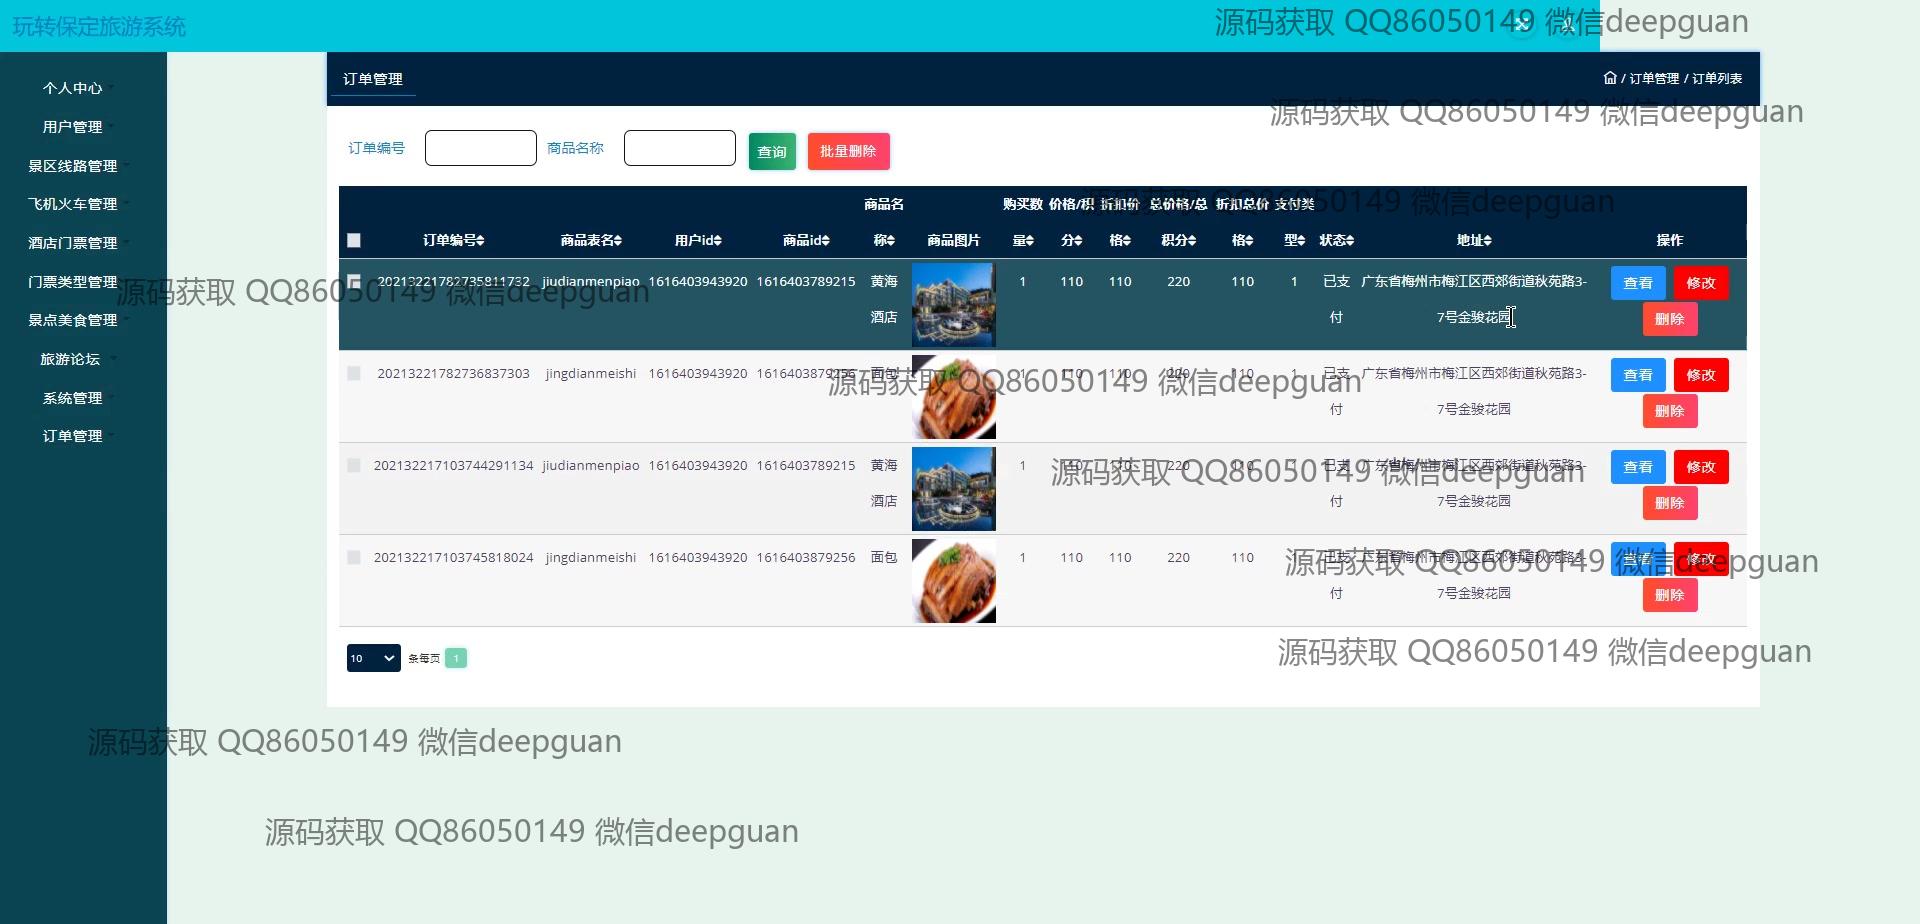 玩转保定旅游系统
源码获取 QQ86050149 微信deepguan
个人中心
用户管理
景区线路管理
飞机火车管理
酒店门票管理
门票类型管理
景点美食管理
旅游论坛
系统管理
订单管理
订单管理
/ 订单管理 / 订单列表
源码获取 QQ86050149 微信deepguan
订单编号 商品名称 查询 批量删除
源码获取 QQ86050149 微信deepguan
订单编号 商品表名 用户id 商品id 商品名称 商品图片 购买数量 价格/积分 折扣价格 总价格/总积分 折扣总价格 支付类型 状态 地址 操作
20213221782735811732 jiudianmenpiao 1616403943920 1616403789215 黄海 1 110 110 220 110 1 已支 广东省梅州市梅江区西郊街道秋苑路3- 查看 修改
酒店 付 7号金骏花园 删除
源码获取 QQ86050149 微信deepguan
20213221782736837303 jingdianmeishi 1616403943920 1616403879256 面包 1 110 110 220 110 1 已支 广东省梅州市梅江区西郊街道秋苑路3- 查看 修改
付 7号金骏花园 删除
源码获取 QQ86050149 微信deepguan
202132217103744291134 jiudianmenpiao 1616403943920 1616403789215 黄海 1 110 110 220 110 1 已支 广东省梅州市梅江区西郊街道秋苑路3- 查看 修改
酒店 付 7号金骏花园 删除
源码获取 QQ86050149 微信deepguan
202132217103745818024 jingdianmeishi 1616403943920 1616403879256 面包 1 110 110 220 110 1 已支 广东省梅州市梅江区西郊街道秋苑路3- 查看 修改
付 7号金骏花园 删除
源码获取 QQ86050149 微信deepguan
10 条每页 1
源码获取 QQ86050149 微信deepguan
源码获取 QQ86050149 微信deepguan
源码获取 QQ86050149 微信deepguan